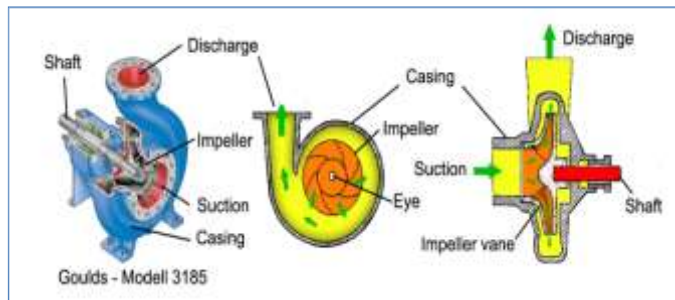 Discharge
Shaft
Impeller
Suction
Casing
Goulds - Modell 3185
Casing
Impeller
Eye
Discharge
Suction
Shaft
Impeller vane